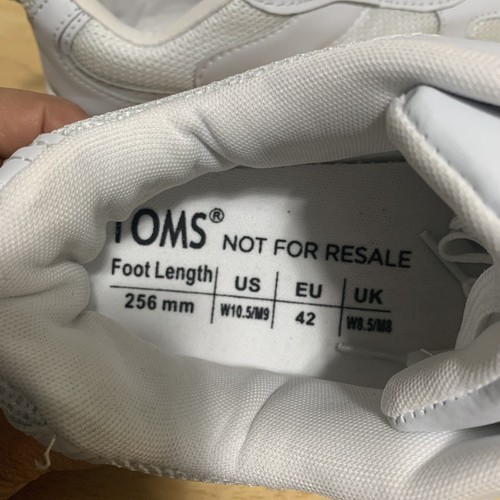 TOMS® NOT FOR RESALE
Foot Length US EU UK
256 mm W10.5/M9 42 W8.5/M8